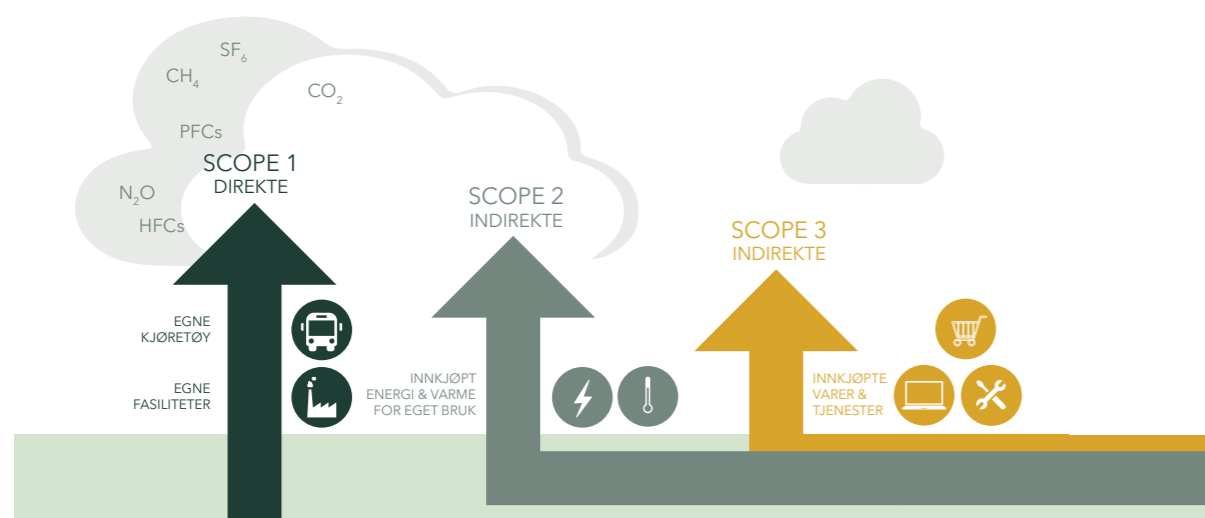 SF₆
CH₄
CO₂
PFCs
N₂O
HFCs
SCOPE 1
DIREKTE
EGNE
KJØRETØY
EGNE
FASILITETER
SCOPE 2
INDIREKTE
INNKJØPT
ENERGI & VARME
FOR EGET BRUK
SCOPE 3
INDIREKTE
INNKJØPTE
VARER &
TJENESTER